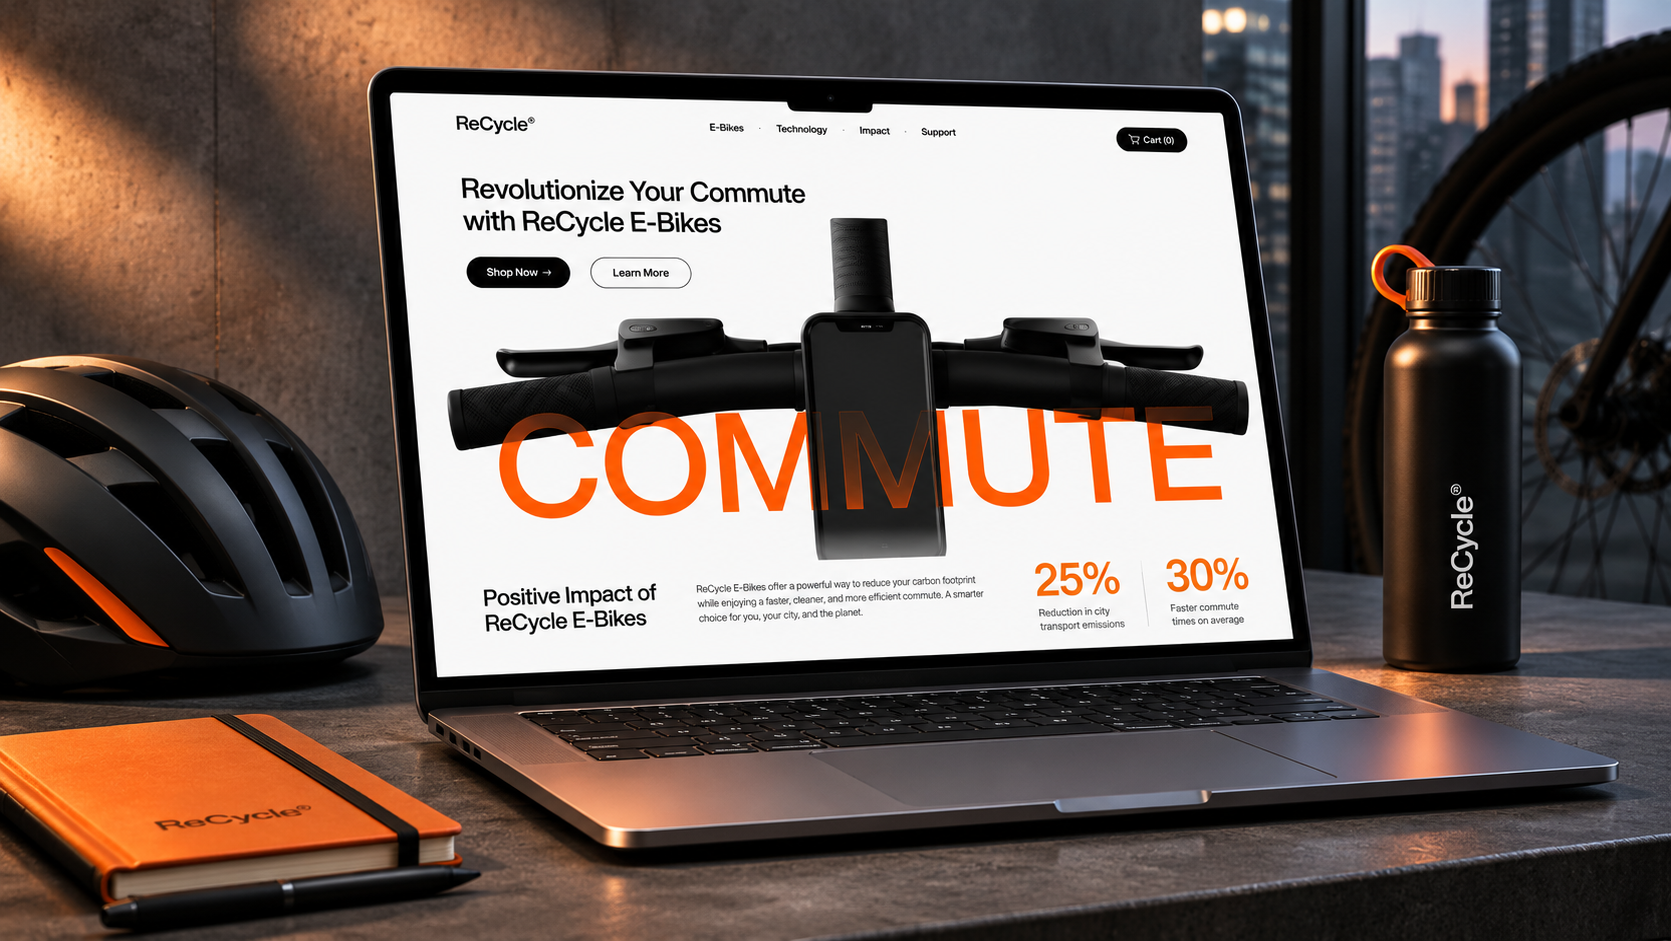 ReCycle®
E-Bikes · Technology · Impact · Support
Cart (0)
Revolutionize Your Commute
with ReCycle E-Bikes
Shop Now →
Learn More
COMMUTE
Positive Impact of
ReCycle E-Bikes
ReCycle E-Bikes offer a powerful way to reduce your carbon footprint
while enjoying a faster, cleaner, and more efficient commute. A smarter
choice for you, your city, and the planet.
25%
Reduction in city
transport emissions
30%
Faster commute
times on average
ReCycle®
ReCycle®